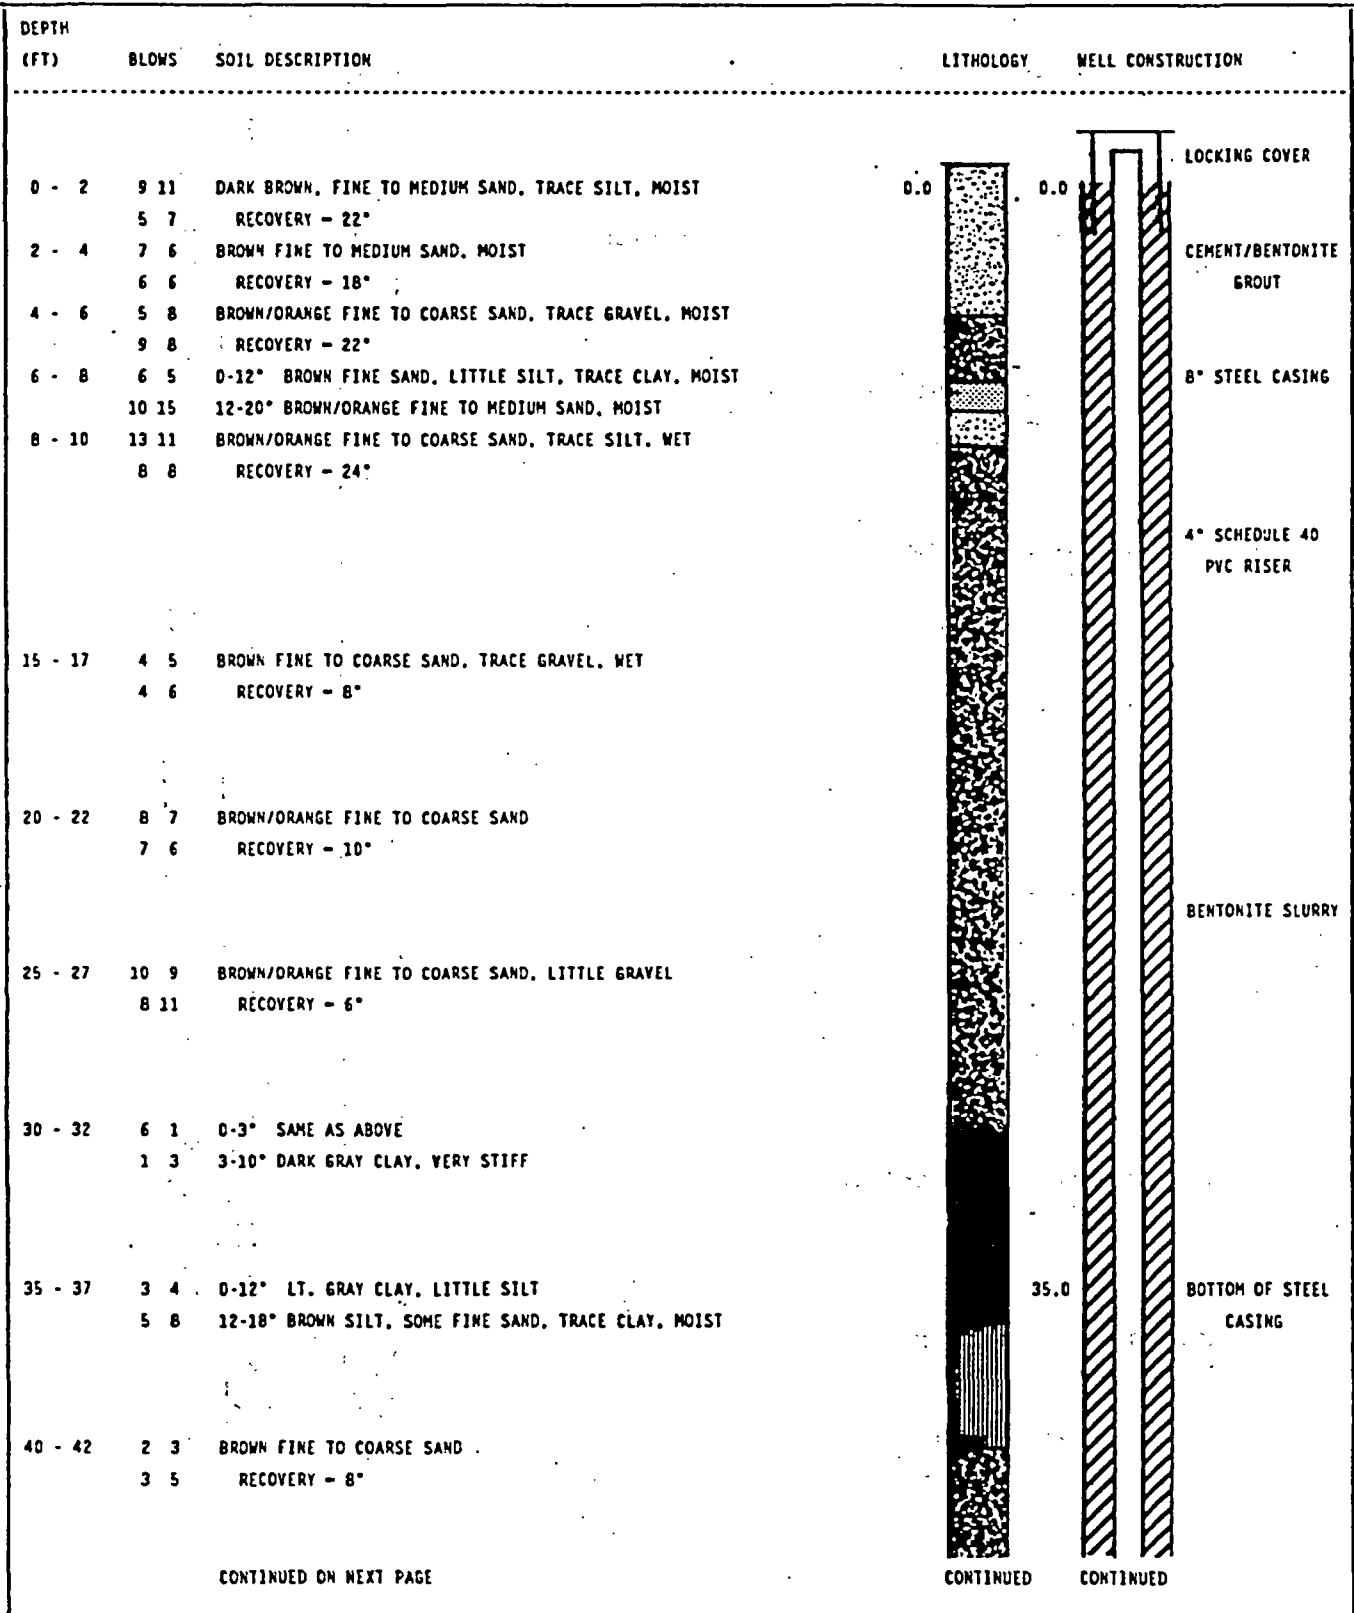 DEPTH
(FT) BLOWS SOIL DESCRIPTION LITHOLOGY WELL CONSTRUCTION
LOCKING COVER
0 - 2 9 11 DARK BROWN, FINE TO MEDIUM SAND, TRACE SILT, MOIST 0.0 0.0
5 7 RECOVERY - 22"
2 - 4 7 6 BROWN FINE TO MEDIUM SAND, MOIST CEMENT/BENTONITE
6 6 RECOVERY - 18" GROUT
4 - 6 5 8 BROWN/ORANGE FINE TO COARSE SAND, TRACE GRAVEL, MOIST
9 8 RECOVERY - 22"
6 - 8 6 5 0-12" BROWN FINE SAND, LITTLE SILT, TRACE CLAY, MOIST 8" STEEL CASING
10 15 12-20" BROWN/ORANGE FINE TO MEDIUM SAND, MOIST
8 - 10 13 11 BROWN/ORANGE FINE TO COARSE SAND, TRACE SILT, WET
8 8 RECOVERY - 24"
4" SCHEDULE 40
PVC RISER
15 - 17 4 5 BROWN FINE TO COARSE SAND, TRACE GRAVEL, WET
4 6 RECOVERY - 8"
20 - 22 8 7 BROWN/ORANGE FINE TO COARSE SAND
7 6 RECOVERY - 10"
BENTONITE SLURRY
25 - 27 10 9 BROWN/ORANGE FINE TO COARSE SAND, LITTLE GRAVEL
8 11 RECOVERY - 6"
30 - 32 6 1 0-3" SAME AS ABOVE
1 3 3-10" DARK GRAY CLAY, VERY STIFF
35 - 37 3 4 0-12" LT. GRAY CLAY, LITTLE SILT 35.0 BOTTOM OF STEEL
5 8 12-18" BROWN SILT, SOME FINE SAND, TRACE CLAY, MOIST CASING
40 - 42 2 3 BROWN FINE TO COARSE SAND
3 5 RECOVERY - 8"
CONTINUED ON NEXT PAGE CONTINUED CONTINUED